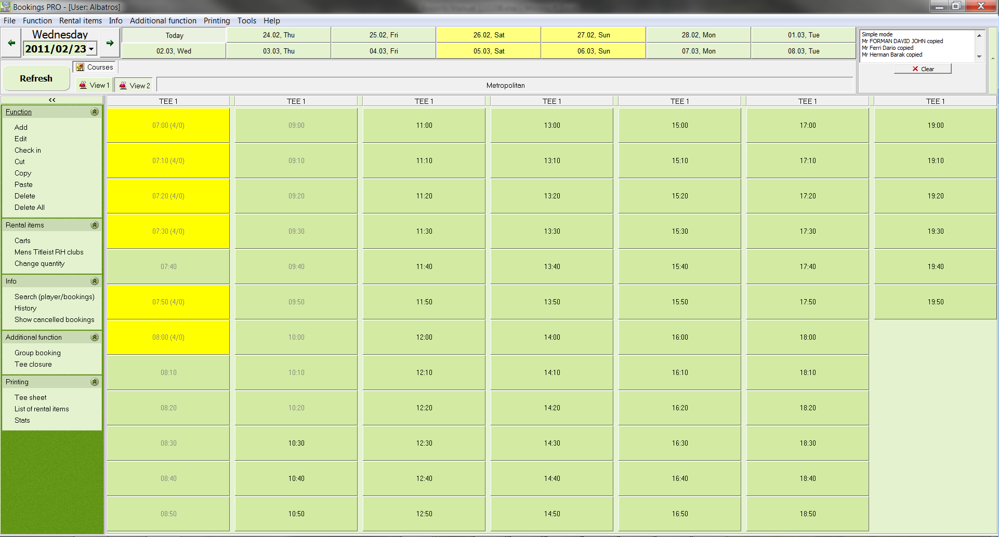 Bookings PRO - [User: Albatros]
File Function Rental items Info Additional function Printing Tools Help
Wednesday
2011/02/23
Today 24.02, Thu 25.02, Fri 26.02, Sat 27.02, Sun 28.02, Mon 01.03, Tue
02.03, Wed 03.03, Thu 04.03, Fri 05.03, Sat 06.03, Sun 07.03, Mon 08.03, Tue
Simple mode
Mr FORMAN DAVID JOHN copied
Mr Ferri Dario copied
Mr Herman Barak copied
Clear
Refresh
Courses
View 1 View 2
Metropolitan
<<
Function
Add
Edit
Check in
Cut
Copy
Paste
Delete
Delete All
Rental items
Carts
Mens Titleist RH clubs
Change quantity
Info
Search (player/bookings)
History
Show cancelled bookings
Additional function
Group booking
Tee closure
Printing
Tee sheet
List of rental items
Stats
TEE 1 TEE 1 TEE 1 TEE 1 TEE 1 TEE 1 TEE 1
07:00 (4/0) 09:00 11:00 13:00 15:00 17:00 19:00
07:10 (4/0) 09:10 11:10 13:10 15:10 17:10 19:10
07:20 (4/0) 09:20 11:20 13:20 15:20 17:20 19:20
07:30 (4/0) 09:30 11:30 13:30 15:30 17:30 19:30
07:40 09:40 11:40 13:40 15:40 17:40 19:40
07:50 (4/0) 09:50 11:50 13:50 15:50 17:50 19:50
08:00 (4/0) 10:00 12:00 14:00 16:00 18:00
08:10 10:10 12:10 14:10 16:10 18:10
08:20 10:20 12:20 14:20 16:20 18:20
08:30 10:30 12:30 14:30 16:30 18:30
08:40 10:40 12:40 14:40 16:40 18:40
08:50 10:50 12:50 14:50 16:50 18:50